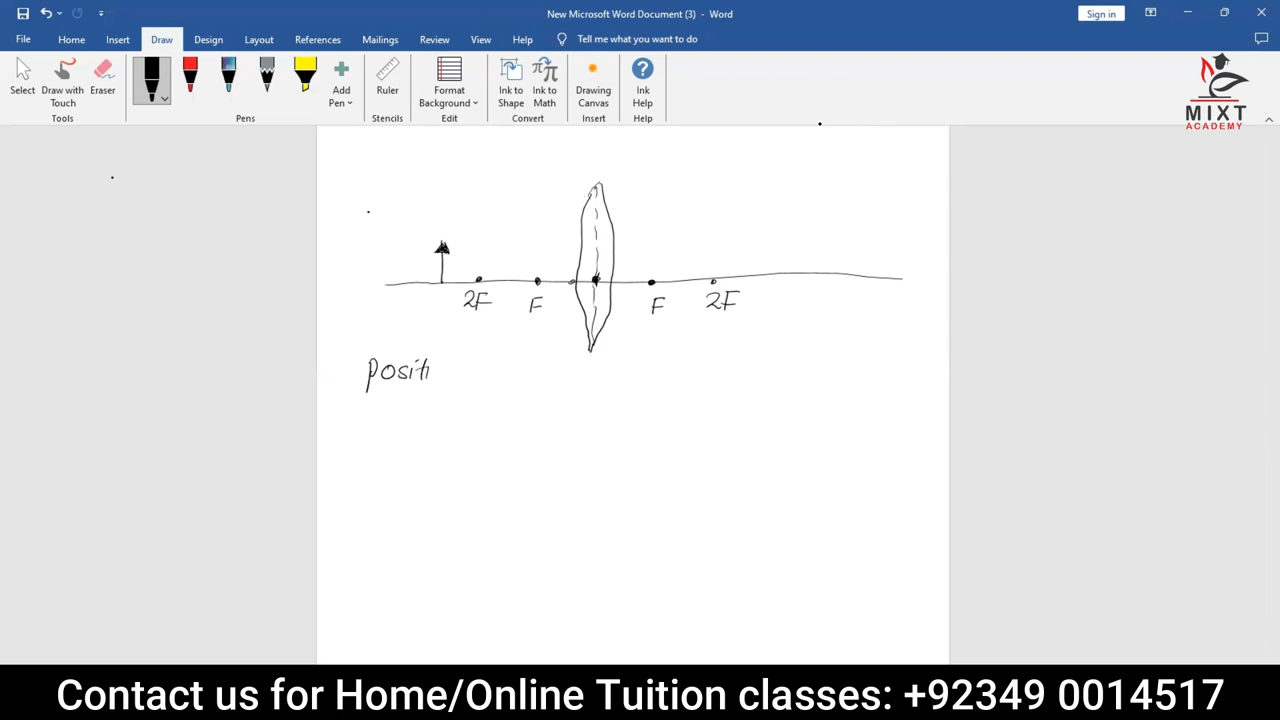 New Microsoft Word Document (3) - Word
Sign in
File Home Insert Draw Design Layout References Mailings Review View Help Tell me what you want to do
Select
Draw with Touch
Eraser
Add Pen
Ruler
Format Background
Ink to Shape
Ink to Math
Drawing Canvas
Ink Help
Tools Pens Stencils Edit Convert Insert Help
MIXT
ACADEMY
2F F F 2F
positi
Contact us for Home/Online Tuition classes: +92349 0014517